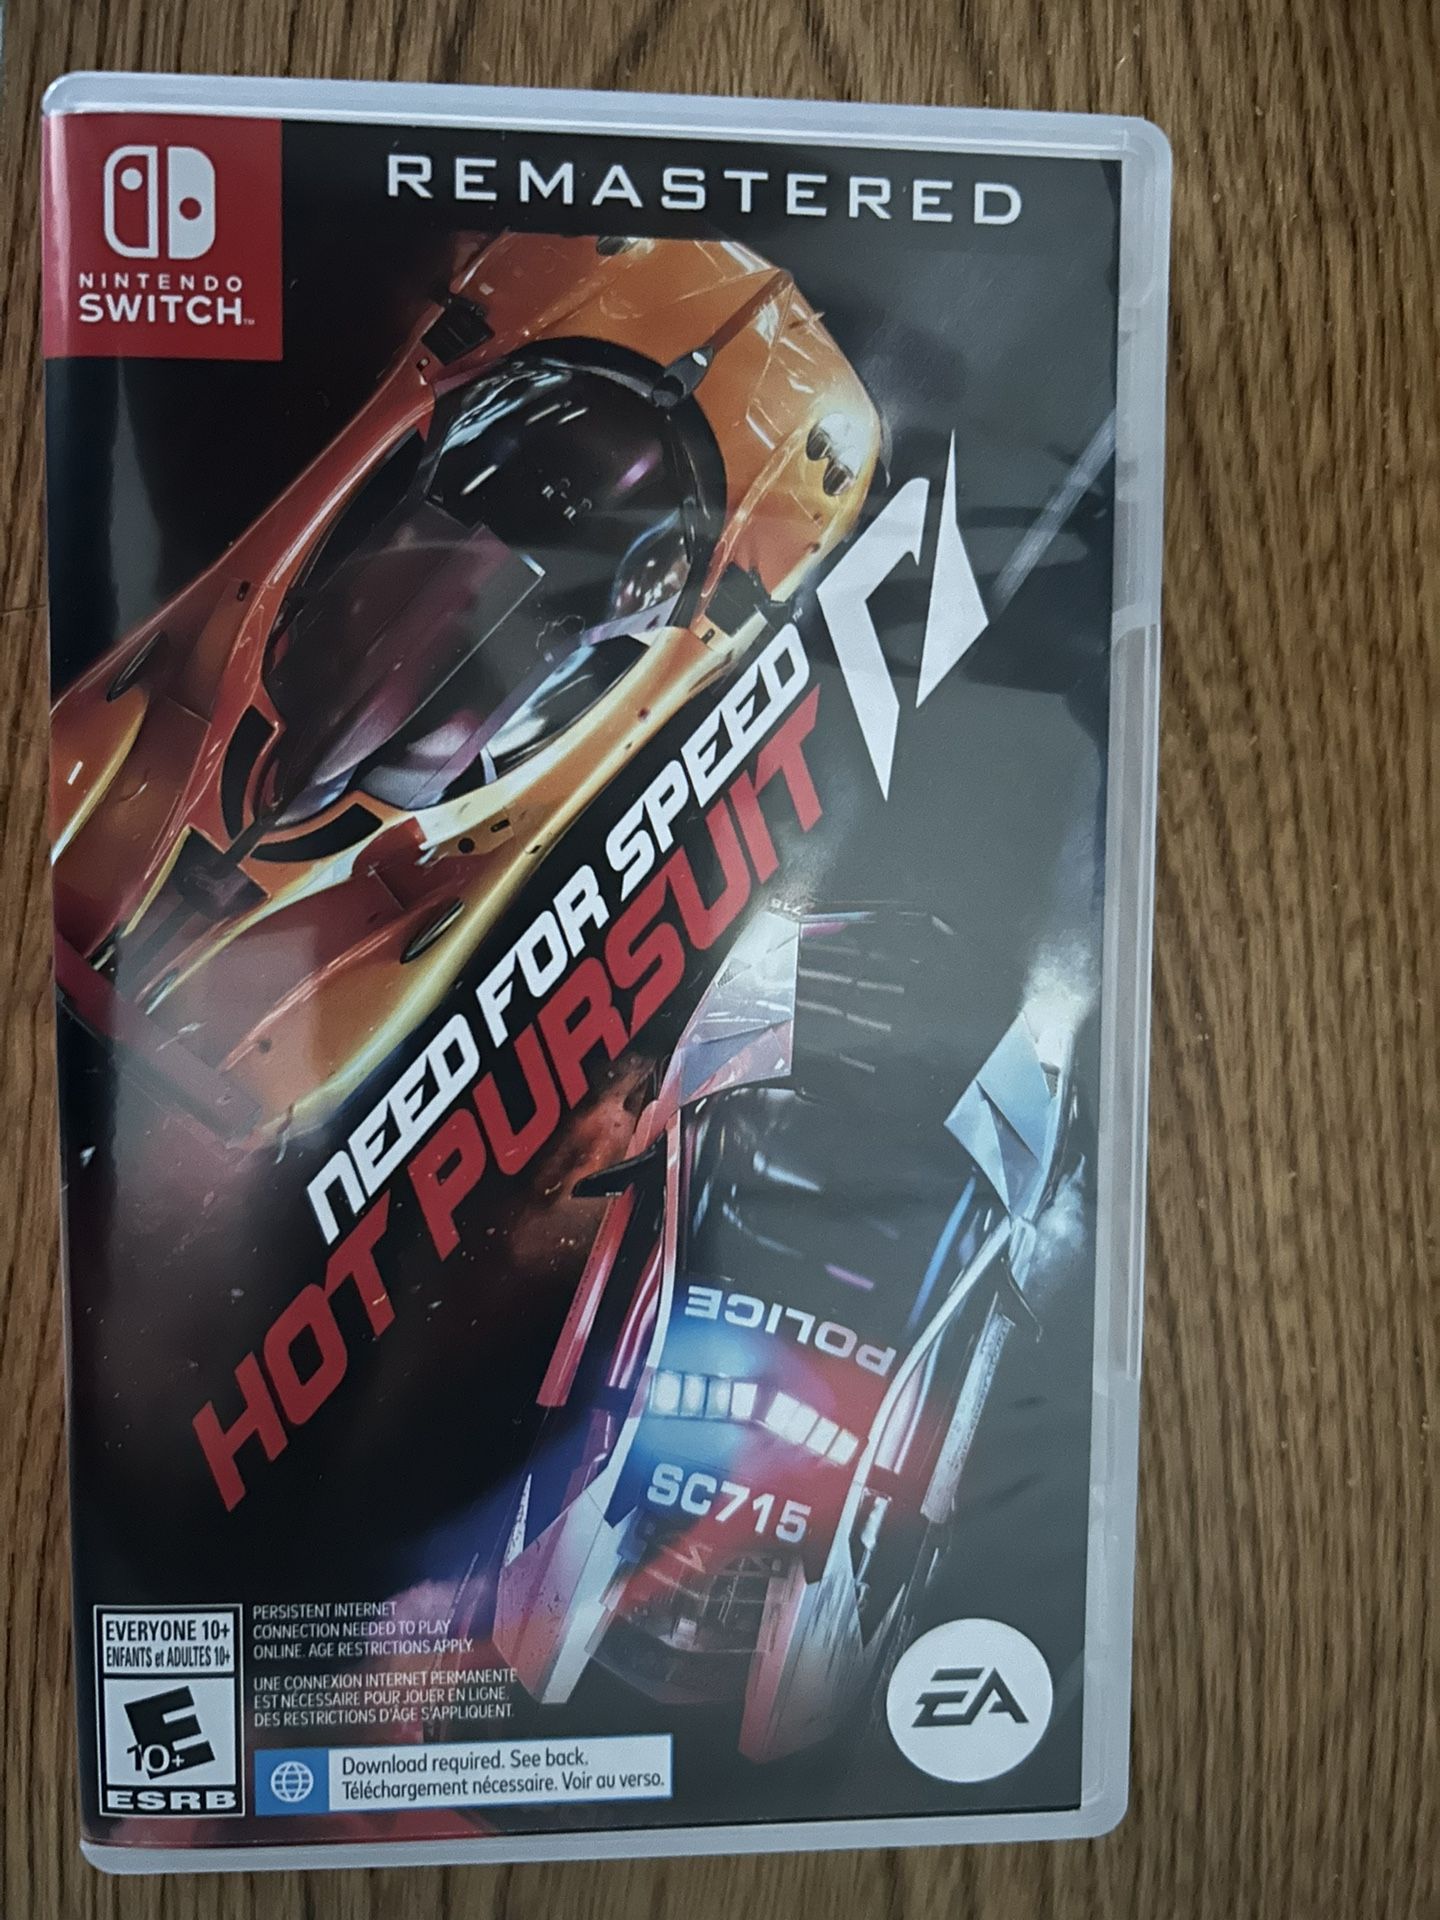 REMASTERED
NINTENDO
SWITCH™
NEED FOR SPEED™
HOT PURSUIT
POLICE
SC715
EVERYONE 10+
ENFANTS et ADULTES 10+
E
10+
ESRB
PERSISTENT INTERNET
CONNECTION NEEDED TO PLAY
ONLINE. AGE RESTRICTIONS APPLY.
UNE CONNEXION INTERNET PERMANENTE
EST NÉCESSAIRE POUR JOUER EN LIGNE.
DES RESTRICTIONS D'ÂGE S'APPLIQUENT.
Download required. See back.
Téléchargement nécessaire. Voir au verso.
EA